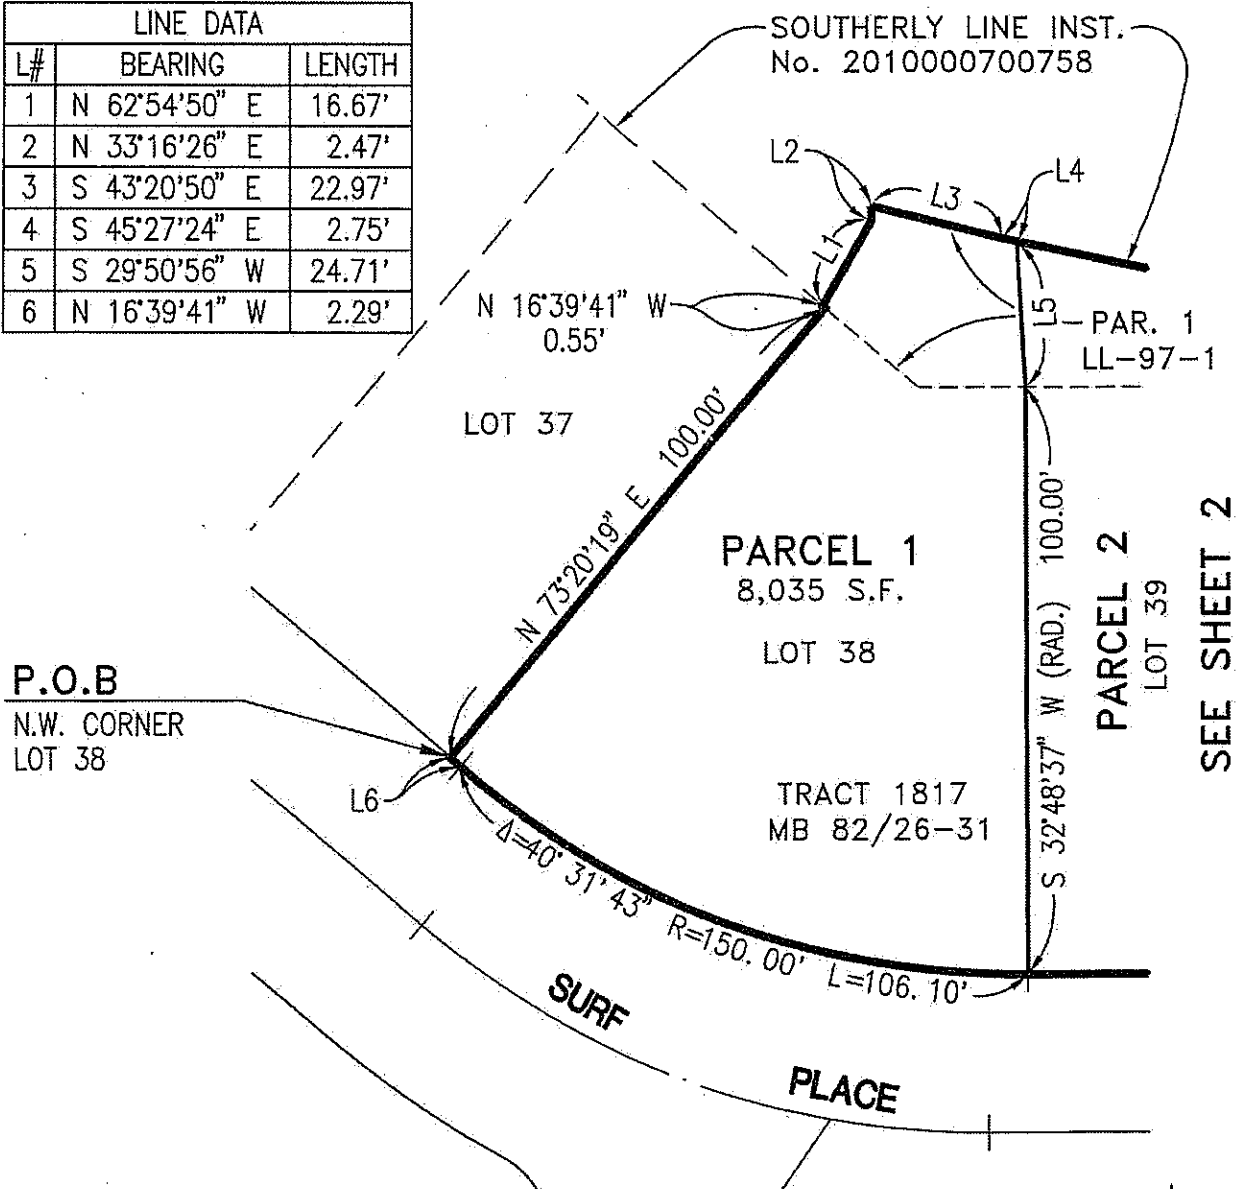 LINE DATA
L# BEARING LENGTH
1 N 62°54'50" E 16.67'
2 N 33°16'26" E 2.47'
3 S 43°20'50" E 22.97'
4 S 45°27'24" E 2.75'
5 S 29°50'56" W 24.71'
6 N 16°39'41" W 2.29'
SOUTHERLY LINE INST.
No. 2010000700758
L2
L3
L4
L1
N 16°39'41" W
0.55'
L5
PAR. 1
LL-97-1
LOT 37
N 73°20'19" E 100.00'
PARCEL 1
8,035 S.F.
LOT 38
S 32°48'37" W (RAD.) 100.00'
PARCEL 2
LOT 39
SEE SHEET 2
P.O.B
N.W. CORNER
LOT 38
L6
TRACT 1817
MB 82/26-31
Δ=40° 31'43" R=150.00' L=106.10'
SURF
PLACE